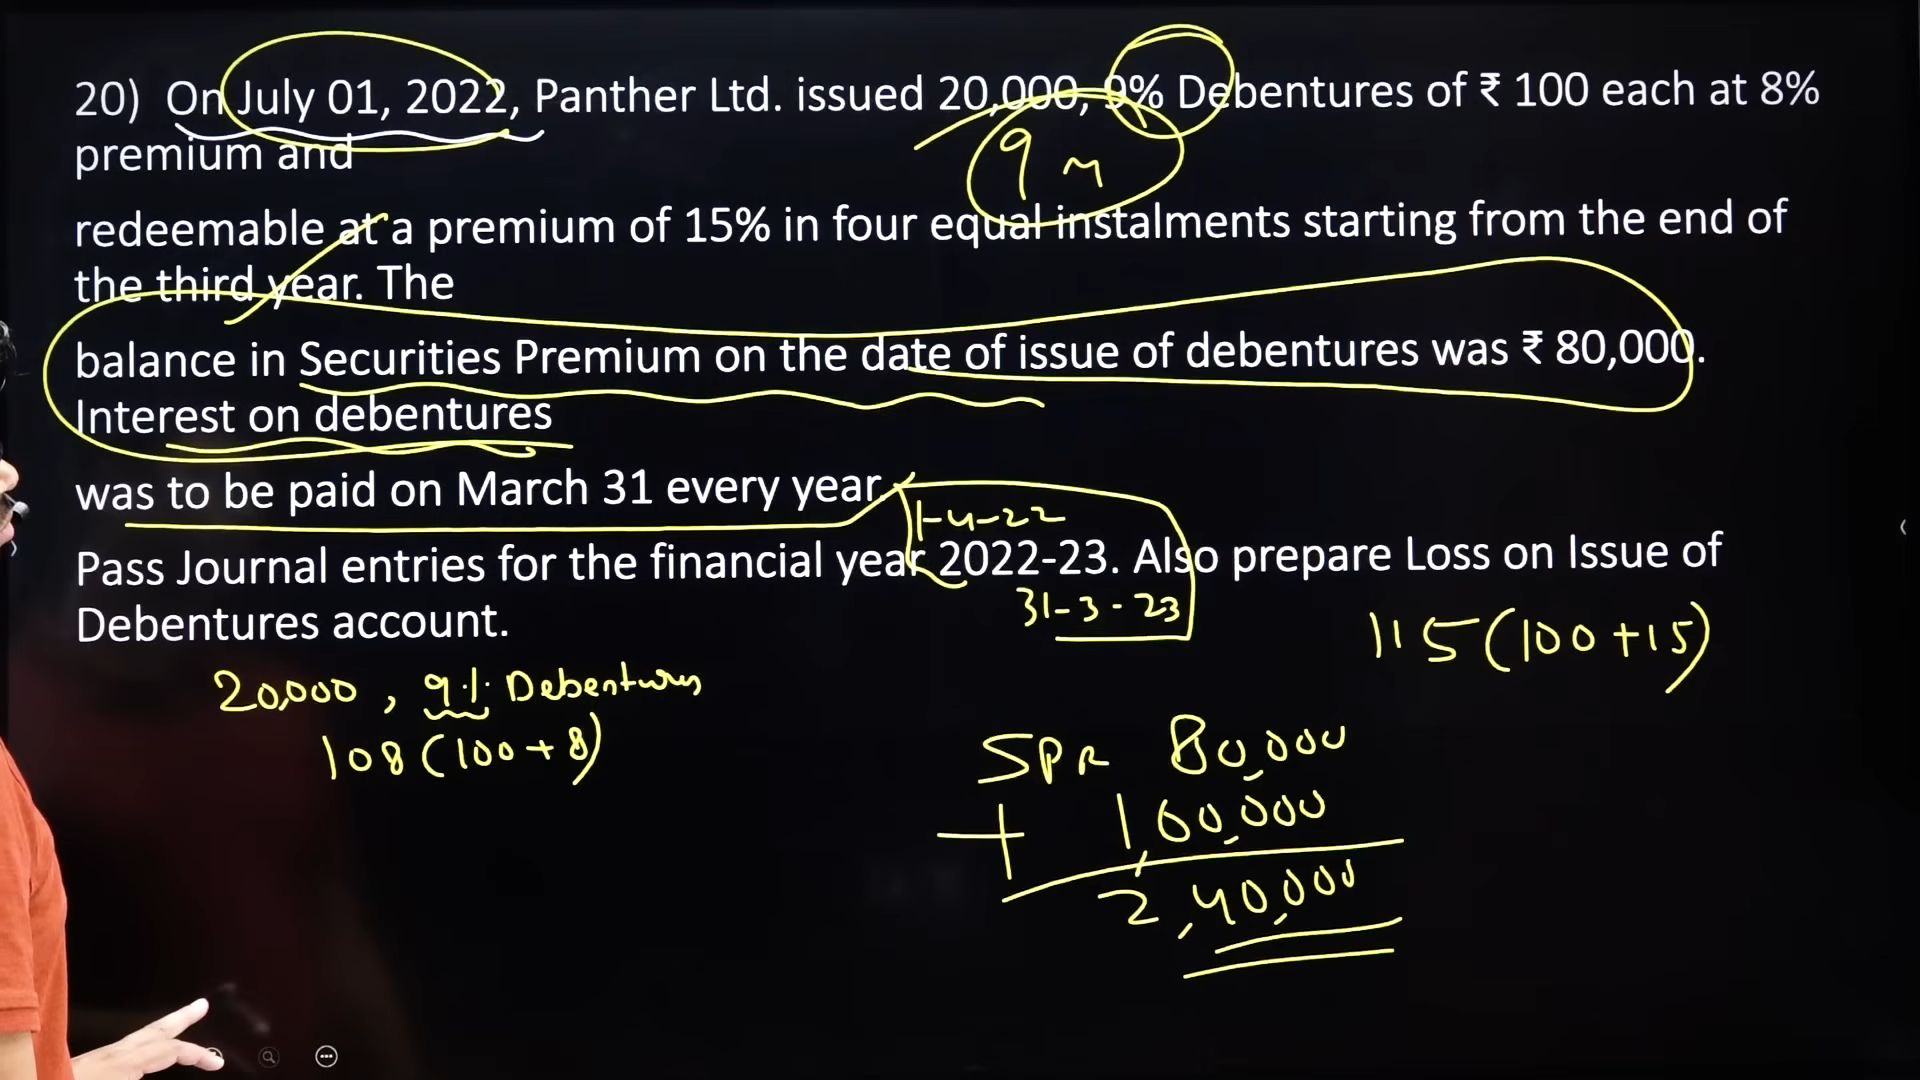 20) On July 01, 2022, Panther Ltd. issued 20,000, 9% Debentures of ₹ 100 each at 8%
premium and
9 M
redeemable at a premium of 15% in four equal instalments starting from the end of
the third year. The
balance in Securities Premium on the date of issue of debentures was ₹ 80,000.
Interest on debentures
was to be paid on March 31 every year.
1-4-22
Pass Journal entries for the financial year 2022-23. Also prepare Loss on Issue of
31-3-23
Debentures account.
115 (100+15)
20,000, 9% Debentures
108 (100+8)
SPR 80,000
+ 1,60,000
2,40,000